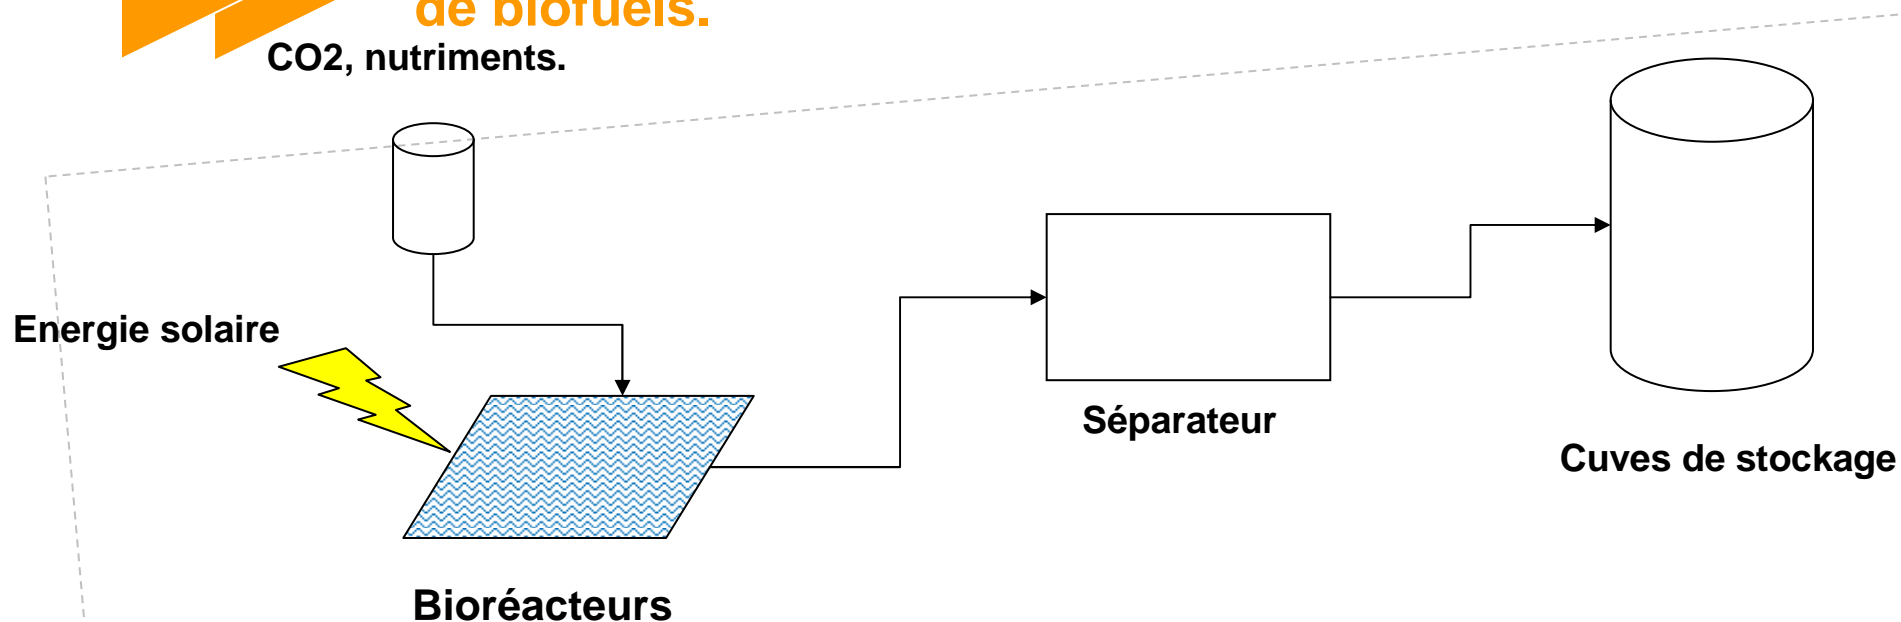 de biofuels.
CO2, nutriments.
Energie solaire
Séparateur
Cuves de stockage
Bioréacteurs